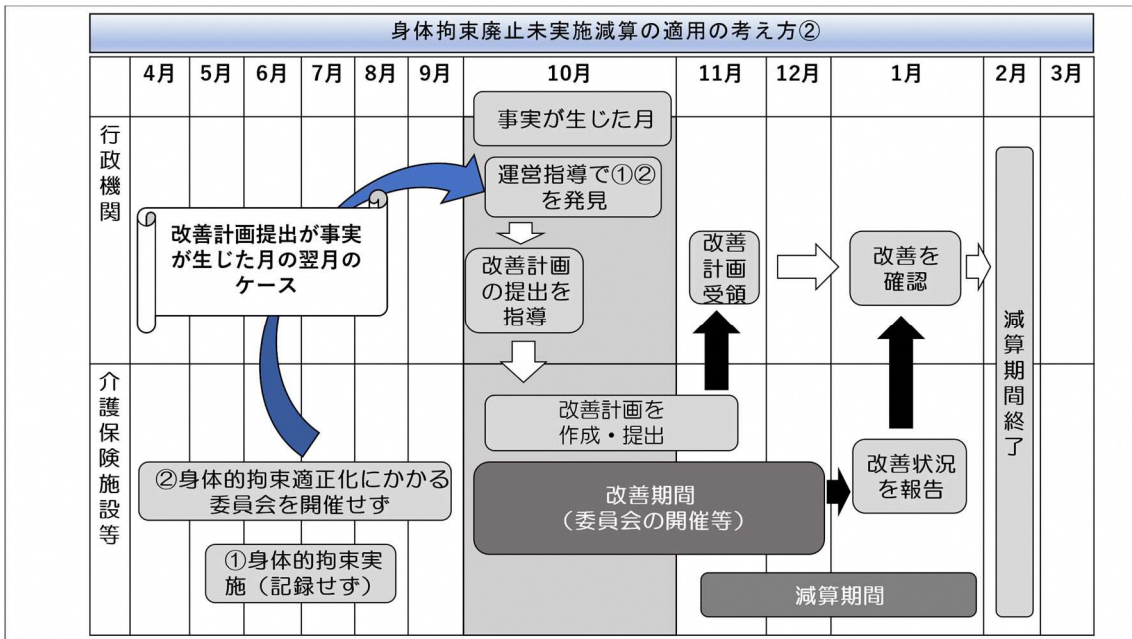 身体拘束廃止未実施減算の適用の考え方②
4月
5月
6月
7月
8月
9月
10月
11月
12月
1月
2月
3月
行政機関
事実が生じた月
運営指導で①②
を発見
改善計画提出が事実
が生じた月の翌月の
ケース
改善計画
の提出を
指導
改善
計画
受領
改善を
確認
減算期間終了
介護保険施設等
改善計画を
作成・提出
②身体的拘束適正化にかかる
委員会を開催せず
改善期間
（委員会の開催等）
改善状況
を報告
①身体的拘束実
施（記録せず）
減算期間